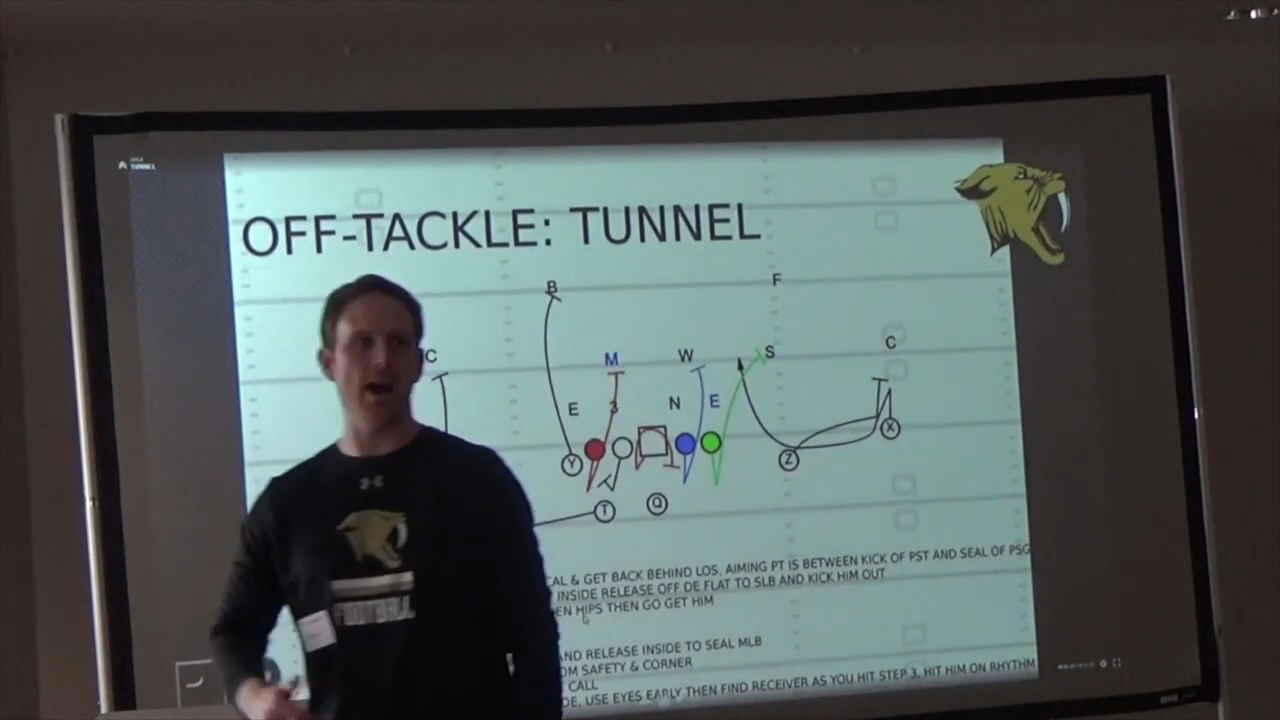 TUNNEL
OFF-TACKLE: TUNNEL
B
F
C
M
W
S
C
E
3
N
E
Y
Z
X
T
Q
CAL & GET BACK BEHIND LOS, AIMING PT IS BETWEEN KICK OF PST AND SEAL OF PSG
INSIDE RELEASE OFF DE FLAT TO SLB AND KICK HIM OUT
EN HIPS THEN GO GET HIM
AND RELEASE INSIDE TO SEAL MLB
OM SAFETY & CORNER
CALL
DE, USE EYES EARLY THEN FIND RECEIVER AS YOU HIT STEP 3, HIT HIM ON RHYTHM
FOOTBALL